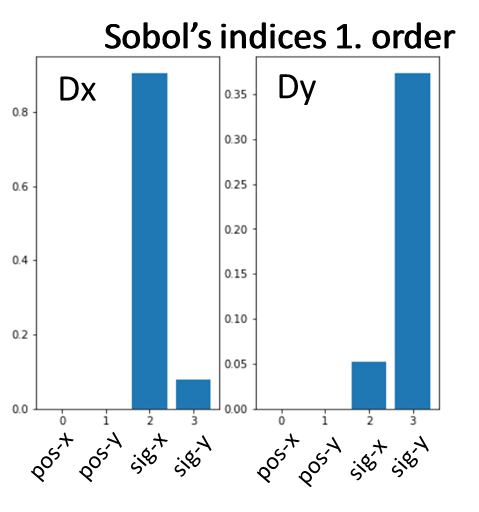 Sobol's indices 1. order
Dx
0.8
0.6
0.4
0.2
0.0
0 1 2 3
pos-x pos-y sig-x sig-y
Dy
0.35
0.30
0.25
0.20
0.15
0.10
0.05
0.00
0 1 2 3
pos-x pos-y sig-x sig-y